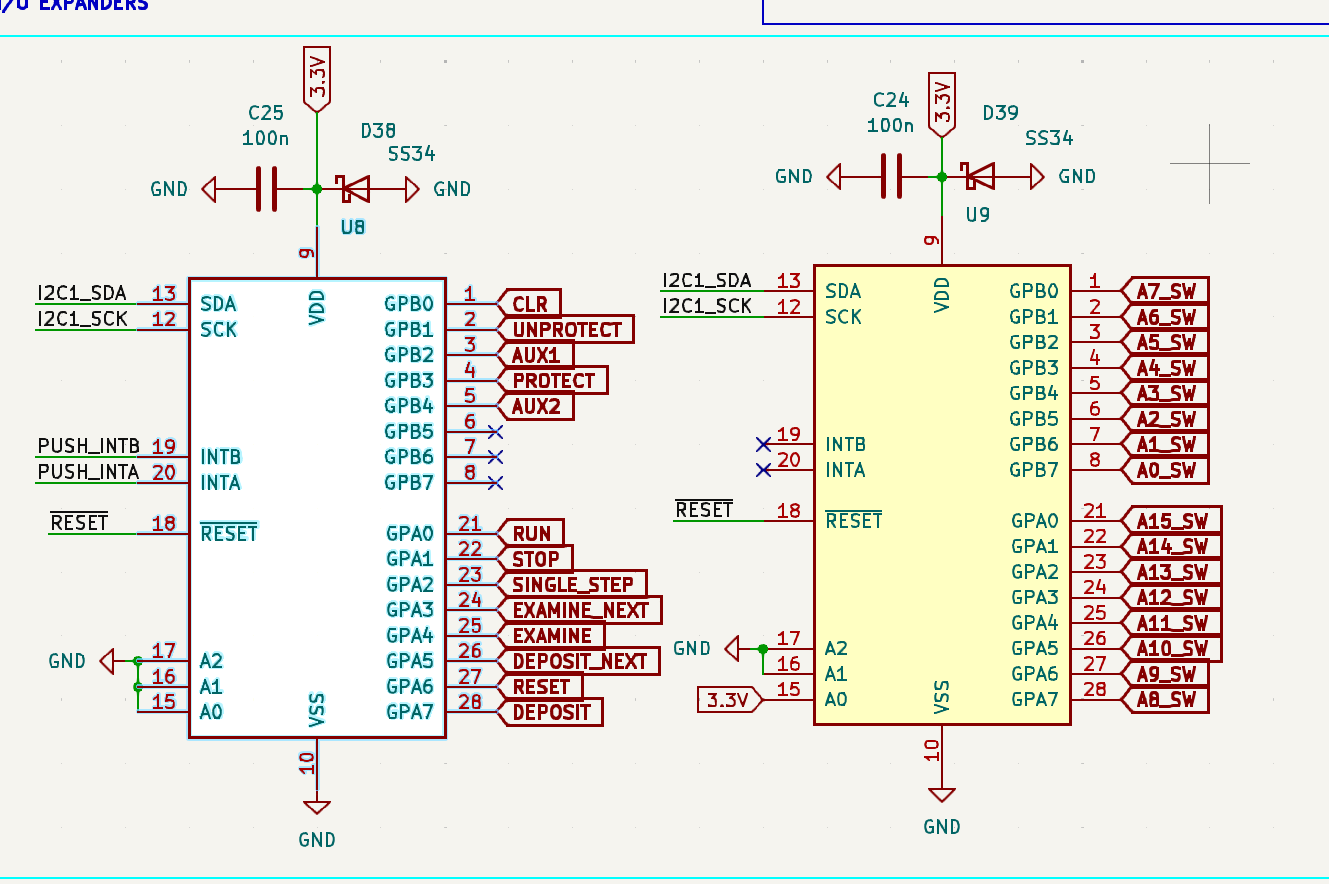 I/O EXPANDERS
3.3V
C25
100n
D38
SS34
GND
GND
U8
9
I2C1_SDA 13 SDA
I2C1_SCK 12 SCK
VDD
GPB0 1 CLR
GPB1 2 UNPROTECT
GPB2 3 AUX1
GPB3 4 PROTECT
GPB4 5 AUX2
GPB5 6
GPB6 7
GPB7 8
PUSH_INTB 19 INTB
PUSH_INTA 20 INTA
RESET 18 RESET
GPA0 21 RUN
GPA1 22 STOP
GPA2 23 SINGLE_STEP
GPA3 24 EXAMINE_NEXT
GPA4 25 EXAMINE
GPA5 26 DEPOSIT_NEXT
GPA6 27 RESET
GPA7 28 DEPOSIT
GND 17 A2
16 A1
15 A0
VSS
10
GND
3.3V
C24
100n
D39
SS34
GND
GND
U9
9
I2C1_SDA 13 SDA
I2C1_SCK 12 SCK
VDD
GPB0 1 A7_SW
GPB1 2 A6_SW
GPB2 3 A5_SW
GPB3 4 A4_SW
GPB4 5 A3_SW
GPB5 6 A2_SW
GPB6 7 A1_SW
GPB7 8 A0_SW
19 INTB
20 INTA
RESET 18 RESET
GPA0 21 A15_SW
GPA1 22 A14_SW
GPA2 23 A13_SW
GPA3 24 A12_SW
GPA4 25 A11_SW
GPA5 26 A10_SW
GPA6 27 A9_SW
GPA7 28 A8_SW
GND 17 A2
16 A1
3.3V 15 A0
VSS
10
GND